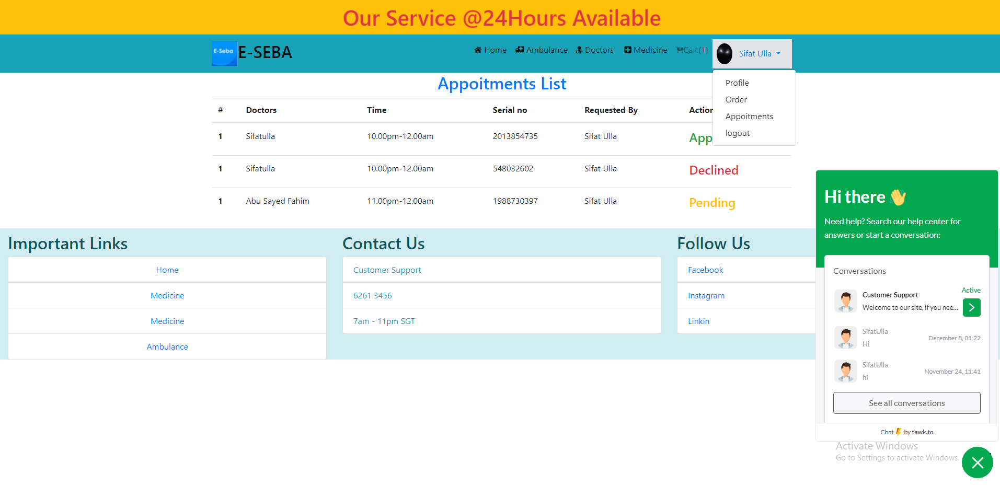 Our Service @24Hours Available
E-Seba
E-SEBA
Home
Ambulance
Doctors
Medicine
Cart(1)
Sifat Ulla
Profile
Order
Appoitments
logout
Appoitments List
# Doctors Time Serial no Requested By Action
1 Sifatulla 10.00pm-12.00am 2013854735 Sifat Ulla App
1 Sifatulla 10.00pm-12.00am 548032602 Sifat Ulla Declined
1 Abu Sayed Fahim 11.00pm-12.00am 1988730397 Sifat Ulla Pending
Important Links
Home
Medicine
Medicine
Ambulance
Contact Us
Customer Support
6261 3456
7am - 11pm SGT
Follow Us
Facebook
Instagram
Linkin
Hi there 👋
Need help? Search our help center for
answers or start a conversation:
Conversations
Active
Customer Support
Welcome to our site, if you nee...
SifatUlla
Hi
December 8, 01:22
SifatUlla
hi
November 24, 11:41
See all conversations
Chat ⚡ by tawk.to
Activate Windows
Go to Settings to activate Windows.